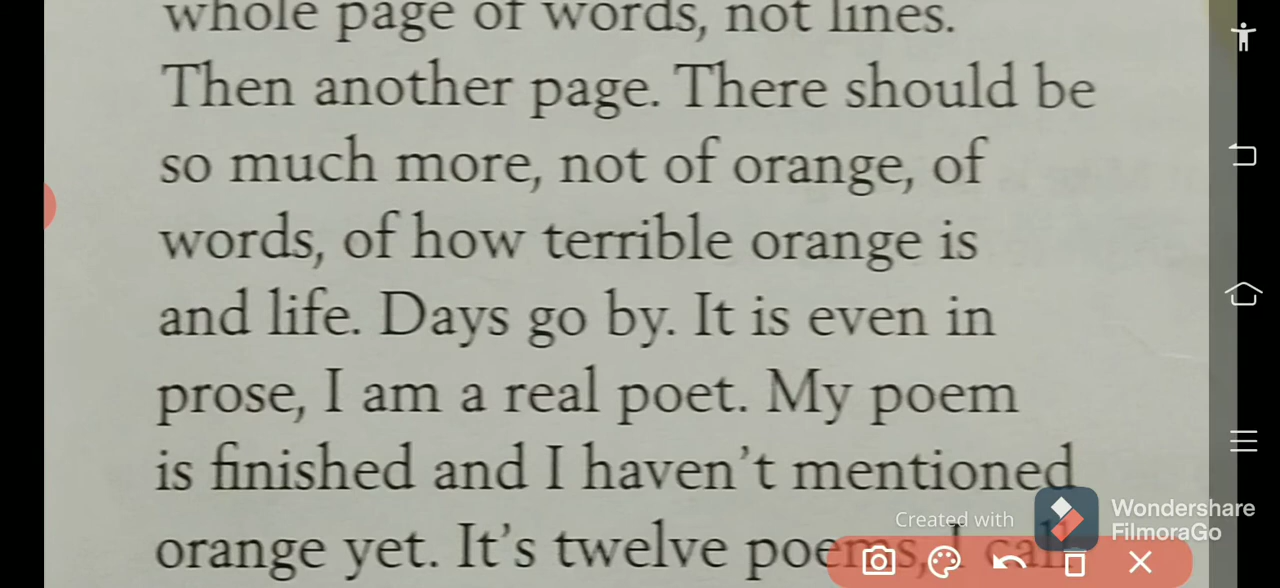 whole page of words, not lines.
Then another page. There should be
so much more, not of orange, of
words, of how terrible orange is
and life. Days go by. It is even in
prose, I am a real poet. My poem
is finished and I haven't mentioned
orange yet. It's twelve poems, I call
Created with
Wondershare
FilmoraGo